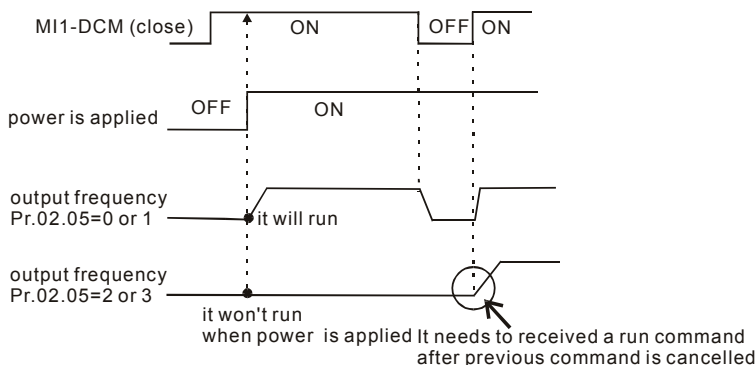 MI1-DCM (close) ON OFF ON
power is applied OFF ON
output frequency
Pr.02.05=0 or 1
it will run
output frequency
Pr.02.05=2 or 3
it won't run
when power is applied
It needs to received a run command
after previous command is cancelled